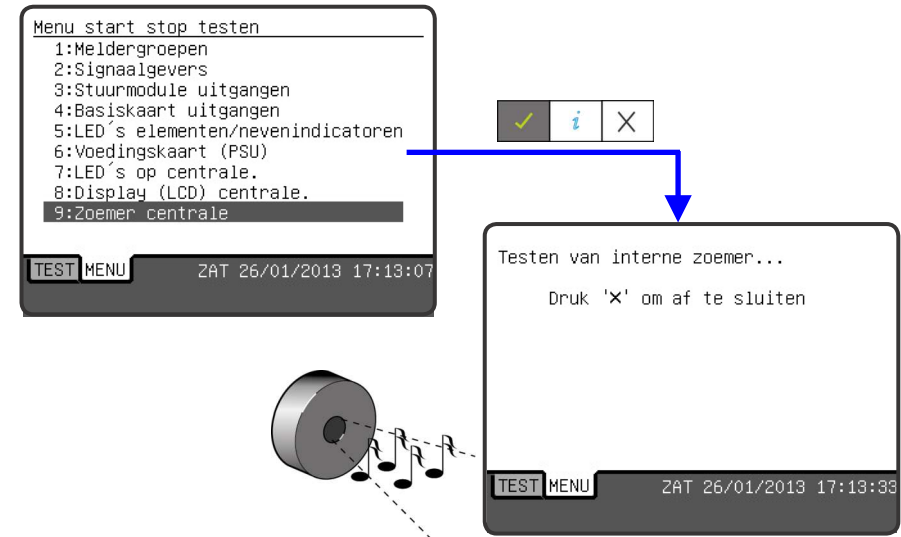 Menu start stop testen
1:Meldergroepen
2:Signaalgevers
3:Stuurmodule uitgangen
4:Basiskaart uitgangen
5:LED´s elementen/nevenindicatoren
6:Voedingskaart (PSU)
7:LED´s op centrale.
8:Display (LCD) centrale.
9:Zoemer centrale
TEST MENU ZAT 26/01/2013 17:13:07
✓ i X
Testen van interne zoemer...
Druk '×' om af te sluiten
TEST MENU ZAT 26/01/2013 17:13:33